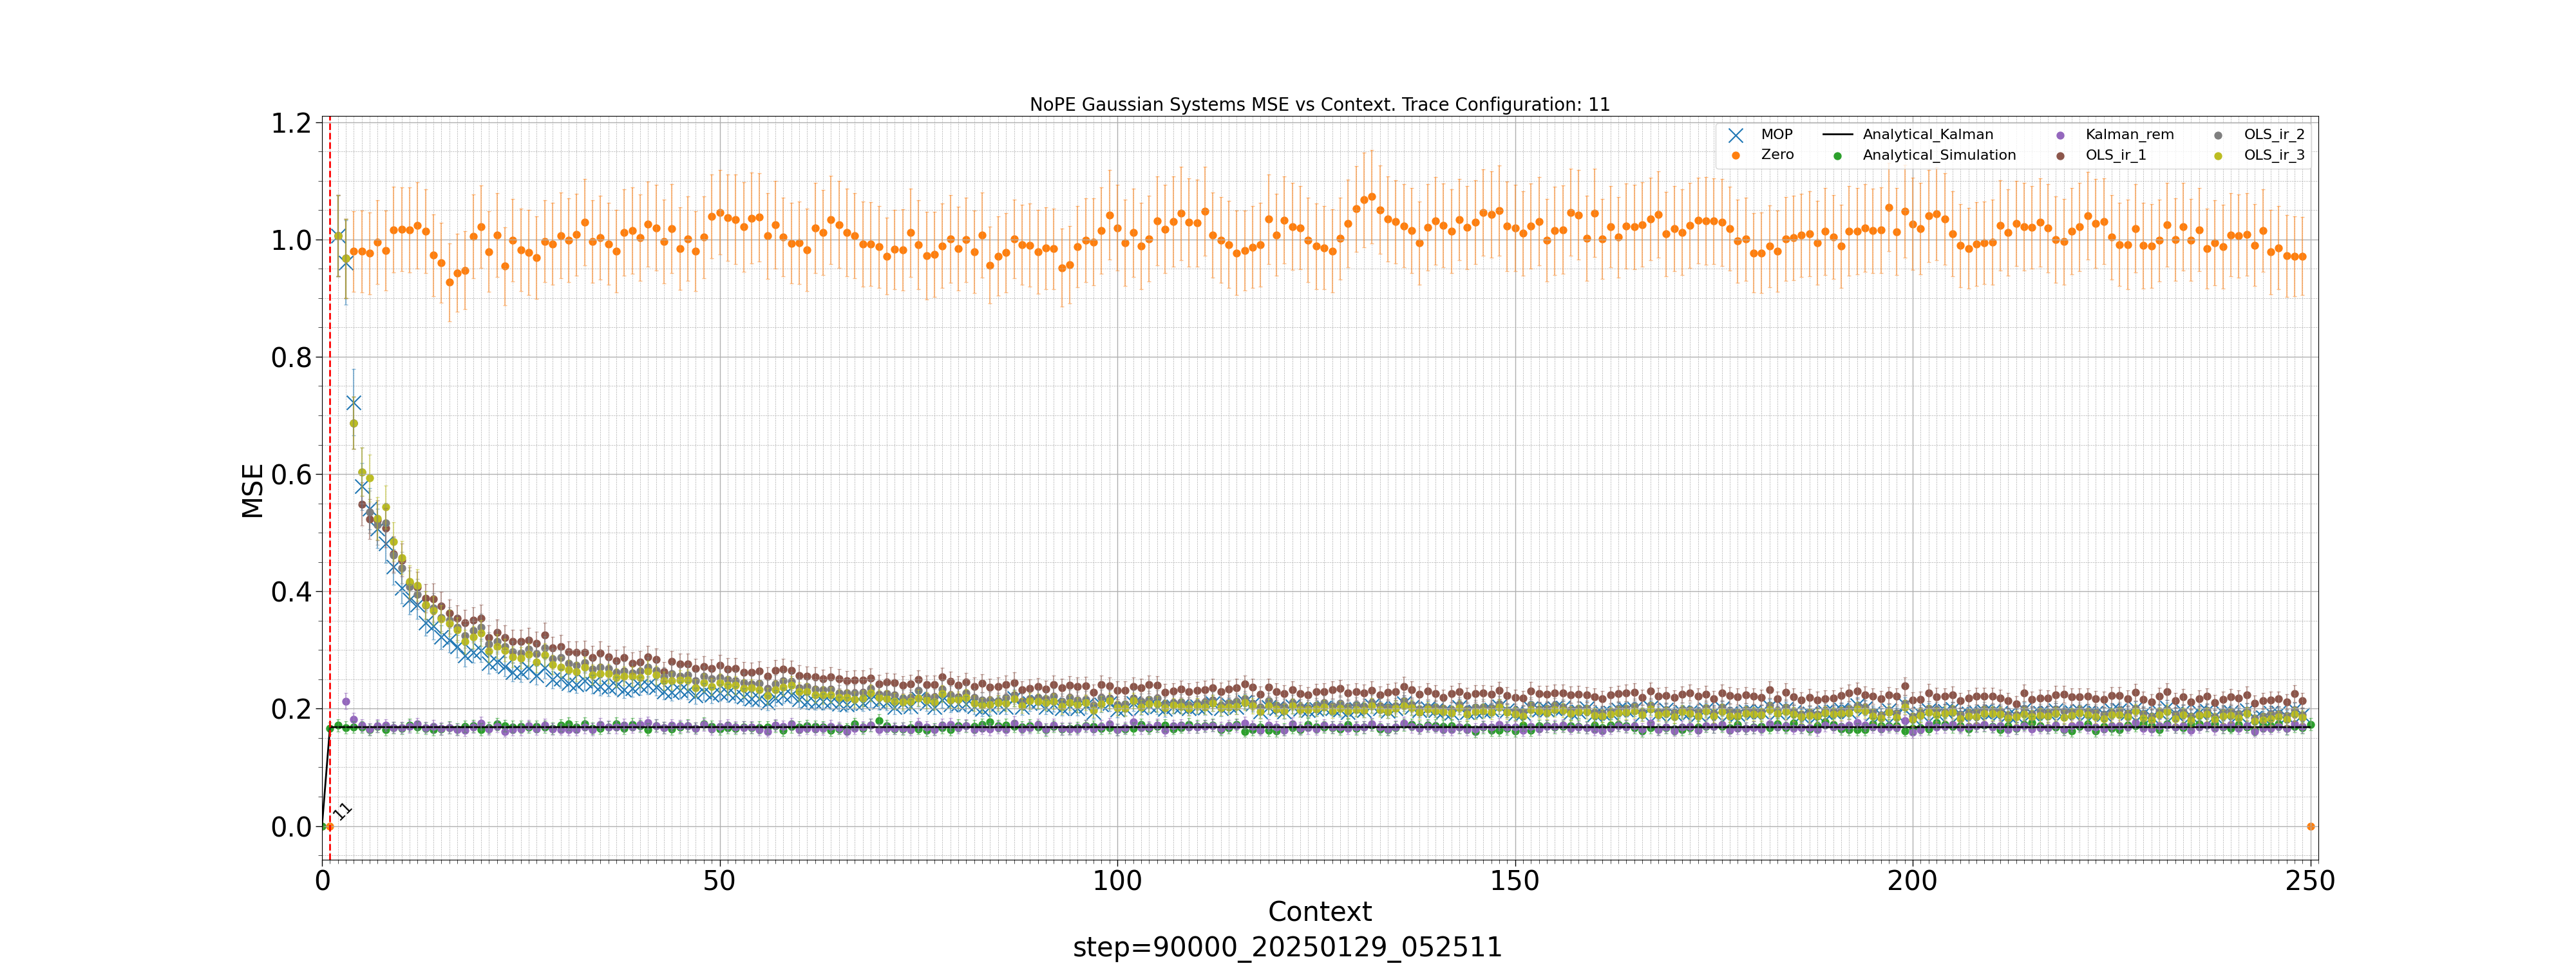 NoPE Gaussian Systems MSE vs Context. Trace Configuration: 11
MOP
Zero
Analytical_Kalman
Analytical_Simulation
Kalman_rem
OLS_ir_1
OLS_ir_2
OLS_ir_3
1.2
1.0
0.8
0.6
0.4
0.2
0.0
MSE
11
0 50 100 150 200 250
Context
step=90000_20250129_052511